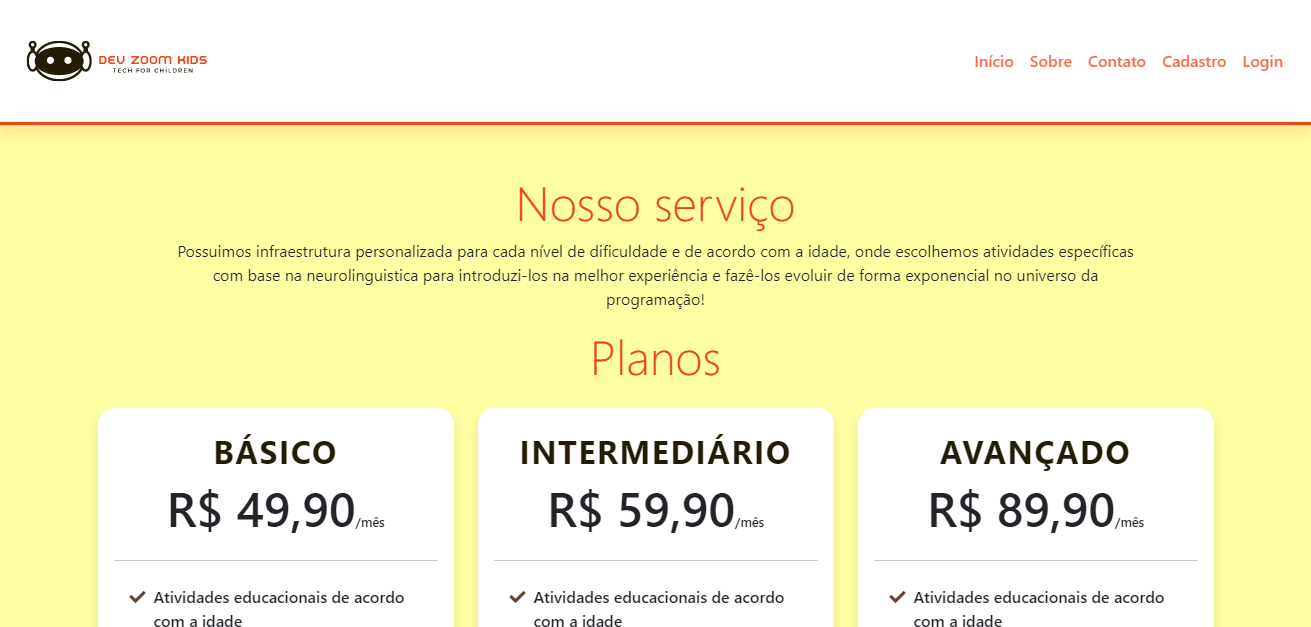 DEV ZOOM KIDS
TECH FOR CHILDREN
Início Sobre Contato Cadastro Login
Nosso serviço
Possuimos infraestrutura personalizada para cada nível de dificuldade e de acordo com a idade, onde escolhemos atividades específicas
com base na neurolinguistica para introduzi-los na melhor experiência e fazê-los evoluir de forma exponencial no universo da
programação!
Planos
BÁSICO
R$ 49,90/mês
Atividades educacionais de acordo
com a idade
INTERMEDIÁRIO
R$ 59,90/mês
Atividades educacionais de acordo
com a idade
AVANÇADO
R$ 89,90/mês
Atividades educacionais de acordo
com a idade